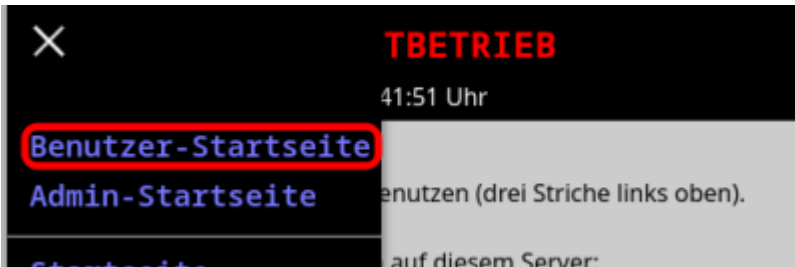 TBETRIEB
41:51 Uhr
Benutzer-Startseite
Admin-Startseite
enutzen (drei Striche links oben).
auf diesem Server: